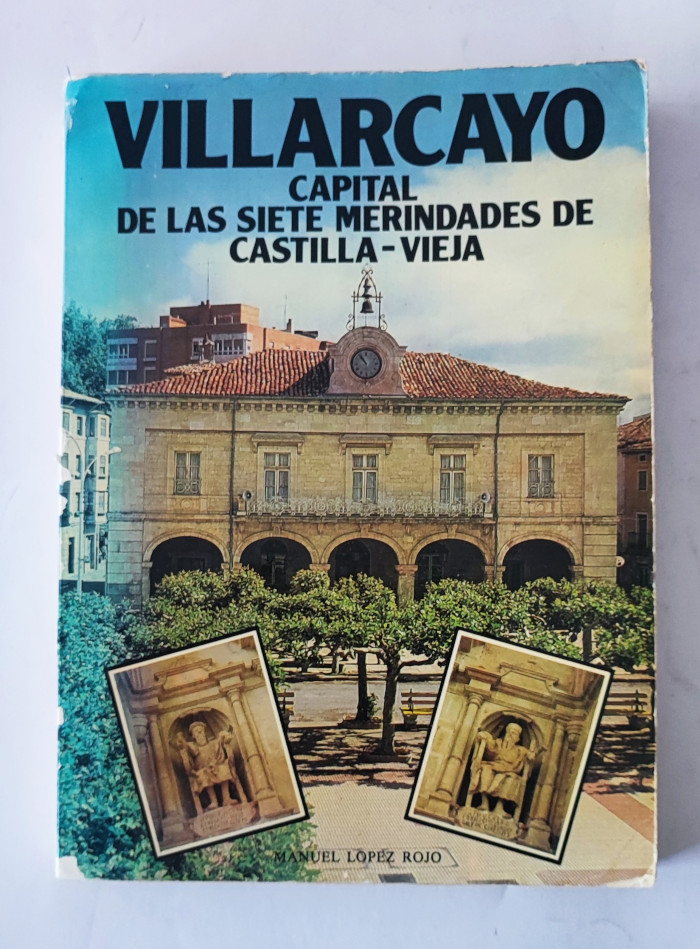 VILLARCAYO
CAPITAL
DE LAS SIETE MERINDADES DE
CASTILLA-VIEJA
MANUEL LOPEZ ROJO